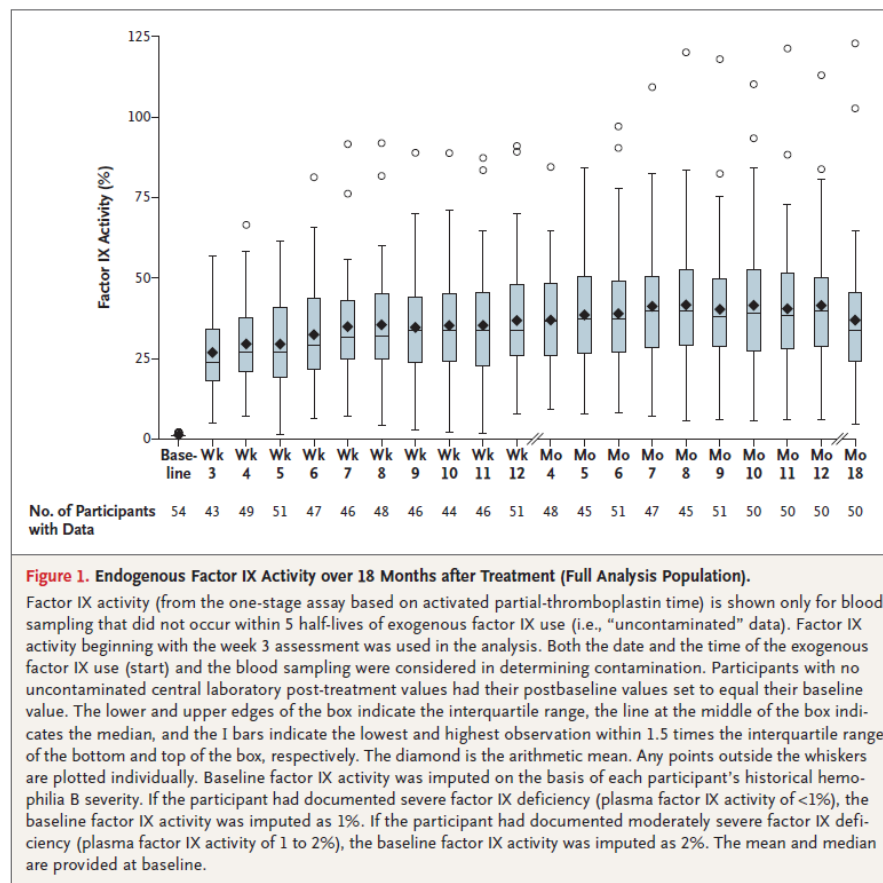 125
100
75
50
25
0
Factor IX Activity (%)
Base- Wk Wk Wk Wk Wk Wk Wk Wk Wk Wk Mo Mo Mo Mo Mo Mo Mo Mo Mo Mo
line 3 4 5 6 7 8 9 10 11 12 4 5 6 7 8 9 10 11 12 18
No. of Participants 54 43 49 51 47 46 48 46 44 46 51 48 45 51 47 45 51 50 50 50 50
with Data
Figure 1. Endogenous Factor IX Activity over 18 Months after Treatment (Full Analysis Population).
Factor IX activity (from the one-stage assay based on activated partial-thromboplastin time) is shown only for blood
sampling that did not occur within 5 half-lives of exogenous factor IX use (i.e., “uncontaminated” data). Factor IX
activity beginning with the week 3 assessment was used in the analysis. Both the date and the time of the exogenous
factor IX use (start) and the blood sampling were considered in determining contamination. Participants with no
uncontaminated central laboratory post-treatment values had their postbaseline values set to equal their baseline
value. The lower and upper edges of the box indicate the interquartile range, the line at the middle of the box indi-
cates the median, and the I bars indicate the lowest and highest observation within 1.5 times the interquartile range
of the bottom and top of the box, respectively. The diamond is the arithmetic mean. Any points outside the whiskers
are plotted individually. Baseline factor IX activity was imputed on the basis of each participant’s historical hemo-
philia B severity. If the participant had documented severe factor IX deficiency (plasma factor IX activity of <1%), the
baseline factor IX activity was imputed as 1%. If the participant had documented moderately severe factor IX defi-
ciency (plasma factor IX activity of 1 to 2%), the baseline factor IX activity was imputed as 2%. The mean and median
are provided at baseline.